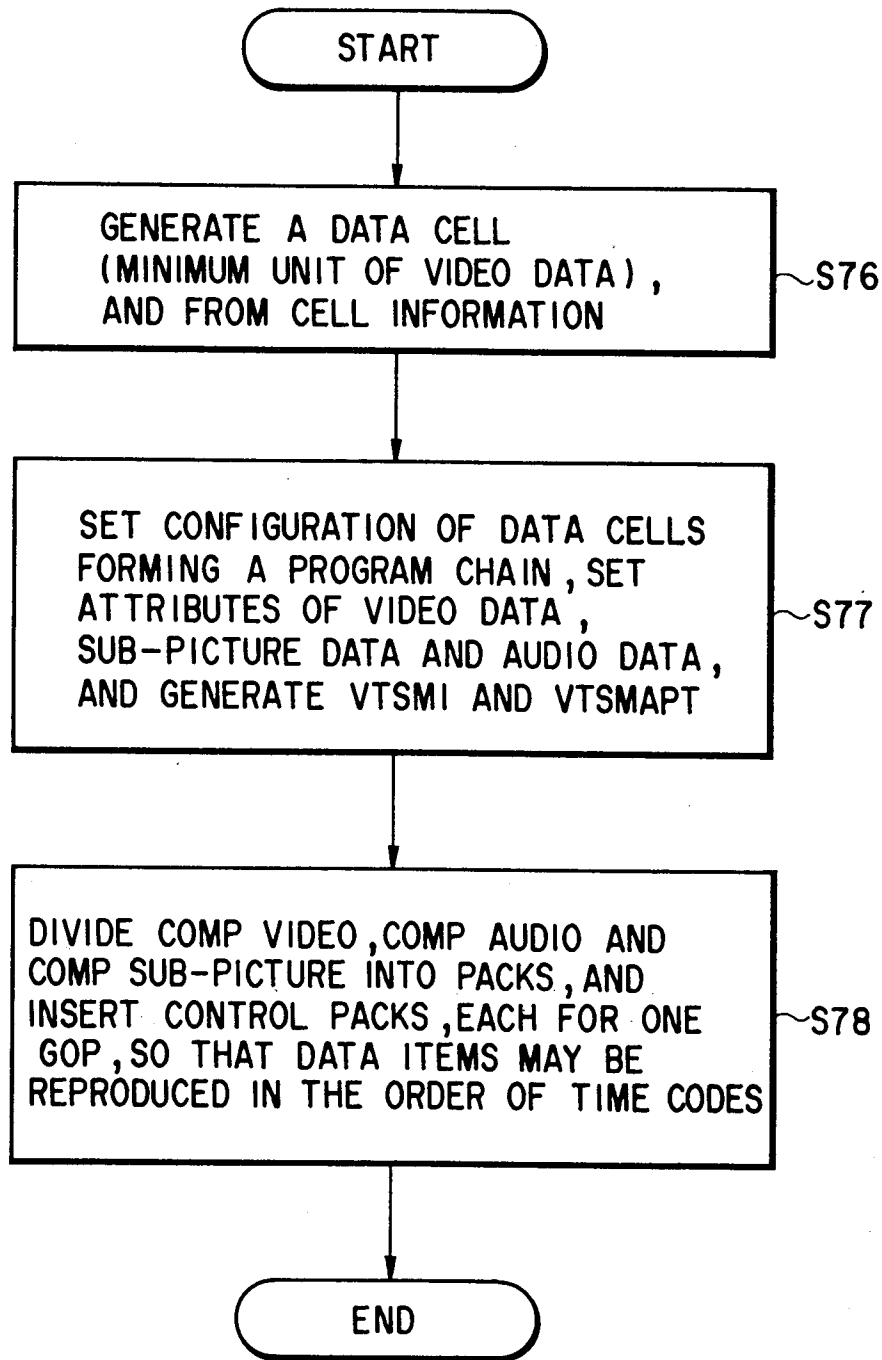 START
GENERATE A DATA CELL
(MINIMUM UNIT OF VIDEO DATA),
AND FROM CELL INFORMATION
S76
SET CONFIGURATION OF DATA CELLS
FORMING A PROGRAM CHAIN, SET
ATTRIBUTES OF VIDEO DATA,
SUB-PICTURE DATA AND AUDIO DATA,
AND GENERATE VTSMI AND VTSMAPT
S77
DIVIDE COMP VIDEO, COMP AUDIO AND
COMP SUB-PICTURE INTO PACKS, AND
INSERT CONTROL PACKS, EACH FOR ONE
GOP, SO THAT DATA ITEMS MAY BE
REPRODUCED IN THE ORDER OF TIME CODES
S78
END